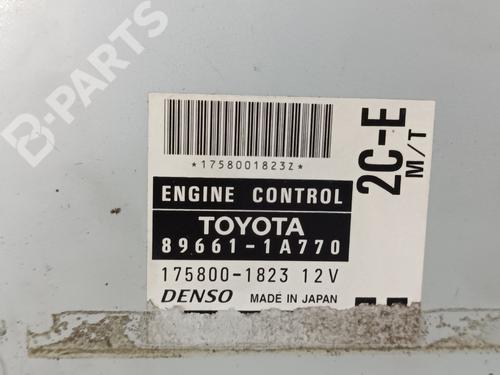 B-PARTS
*1758001823Z*
ENGINE CONTROL
TOYOTA
89661-1A770
175800-1823 12V
DENSO MADE IN JAPAN
2C-E
M/T